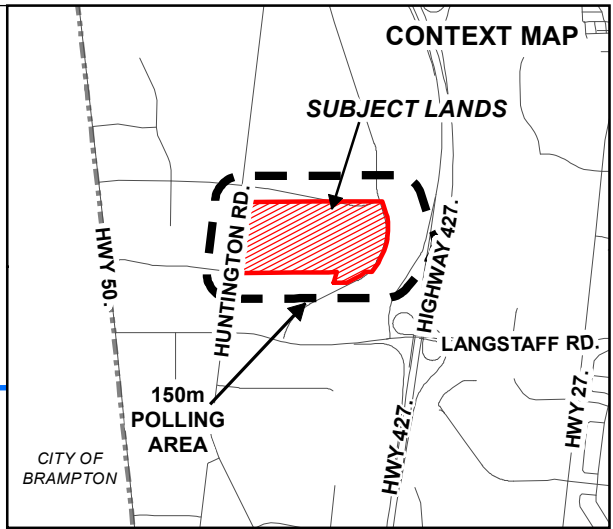 CONTEXT MAP
SUBJECT LANDS
HUNTINGTON RD.
HWY 50.
HIGHWAY 427.
LANGSTAFF RD.
150m
POLLING
AREA
HWY 427.
HWY 27.
CITY OF
BRAMPTON